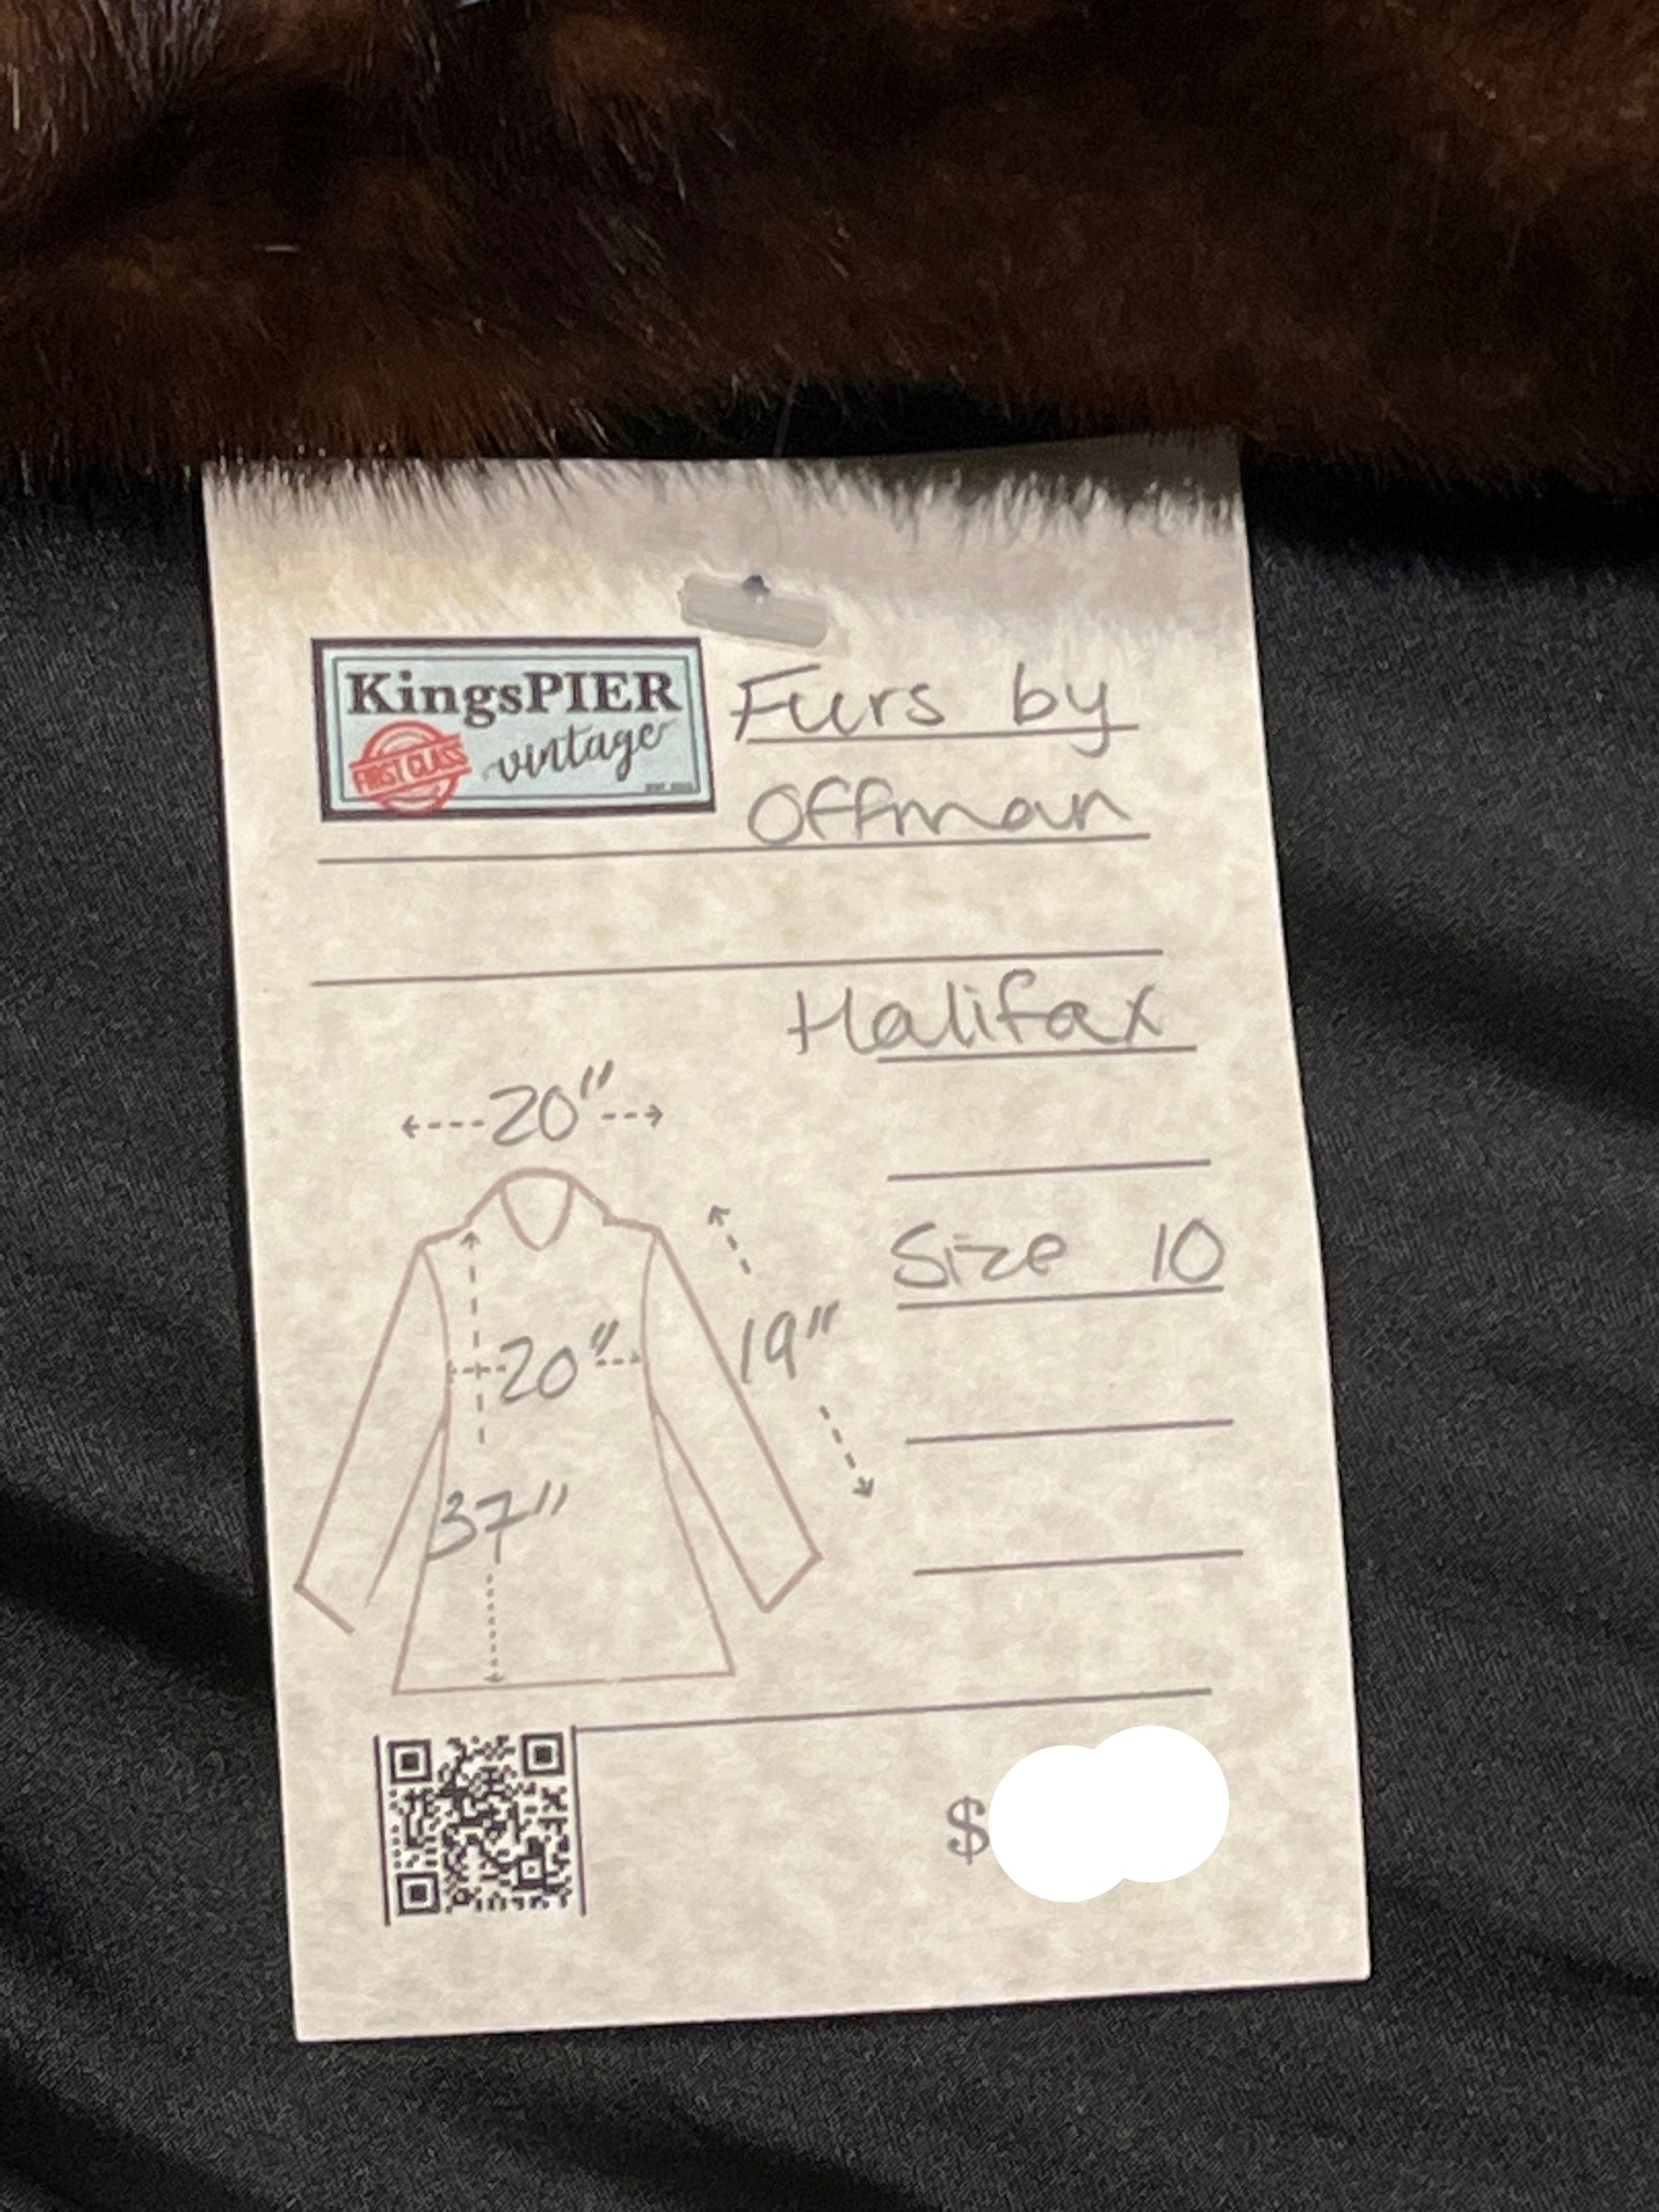 KingsPIER
vintage
FIRST CLASS
Furs by
Offman
Halifax
20"
Size 10
20"
19"
37"
$